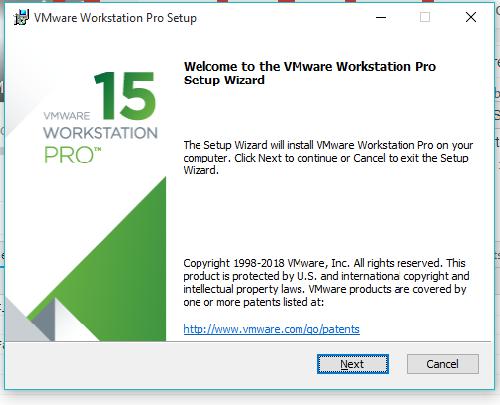 VMware Workstation Pro Setup
VMWARE 15
WORKSTATION
PRO™
Welcome to the VMware Workstation Pro
Setup Wizard
The Setup Wizard will install VMware Workstation Pro on your
computer. Click Next to continue or Cancel to exit the Setup
Wizard.
Copyright 1998-2018 VMware, Inc. All rights reserved. This
product is protected by U.S. and international copyright and
intellectual property laws. VMware products are covered by
one or more patents listed at:
http://www.vmware.com/go/patents
Next
Cancel